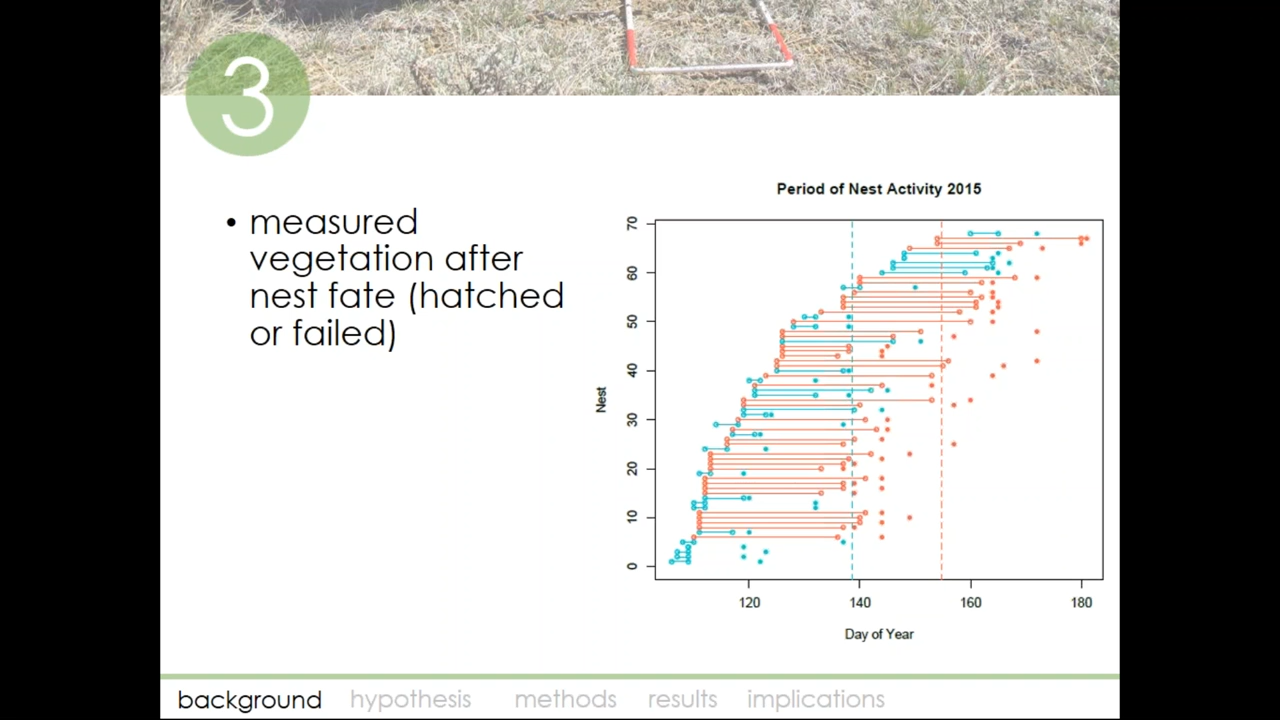 3
• measured
vegetation after
nest fate (hatched
or failed)
Period of Nest Activity 2015
70
60
50
40
30
20
10
0
Nest
120 140 160 180
Day of Year
background hypothesis methods results implications